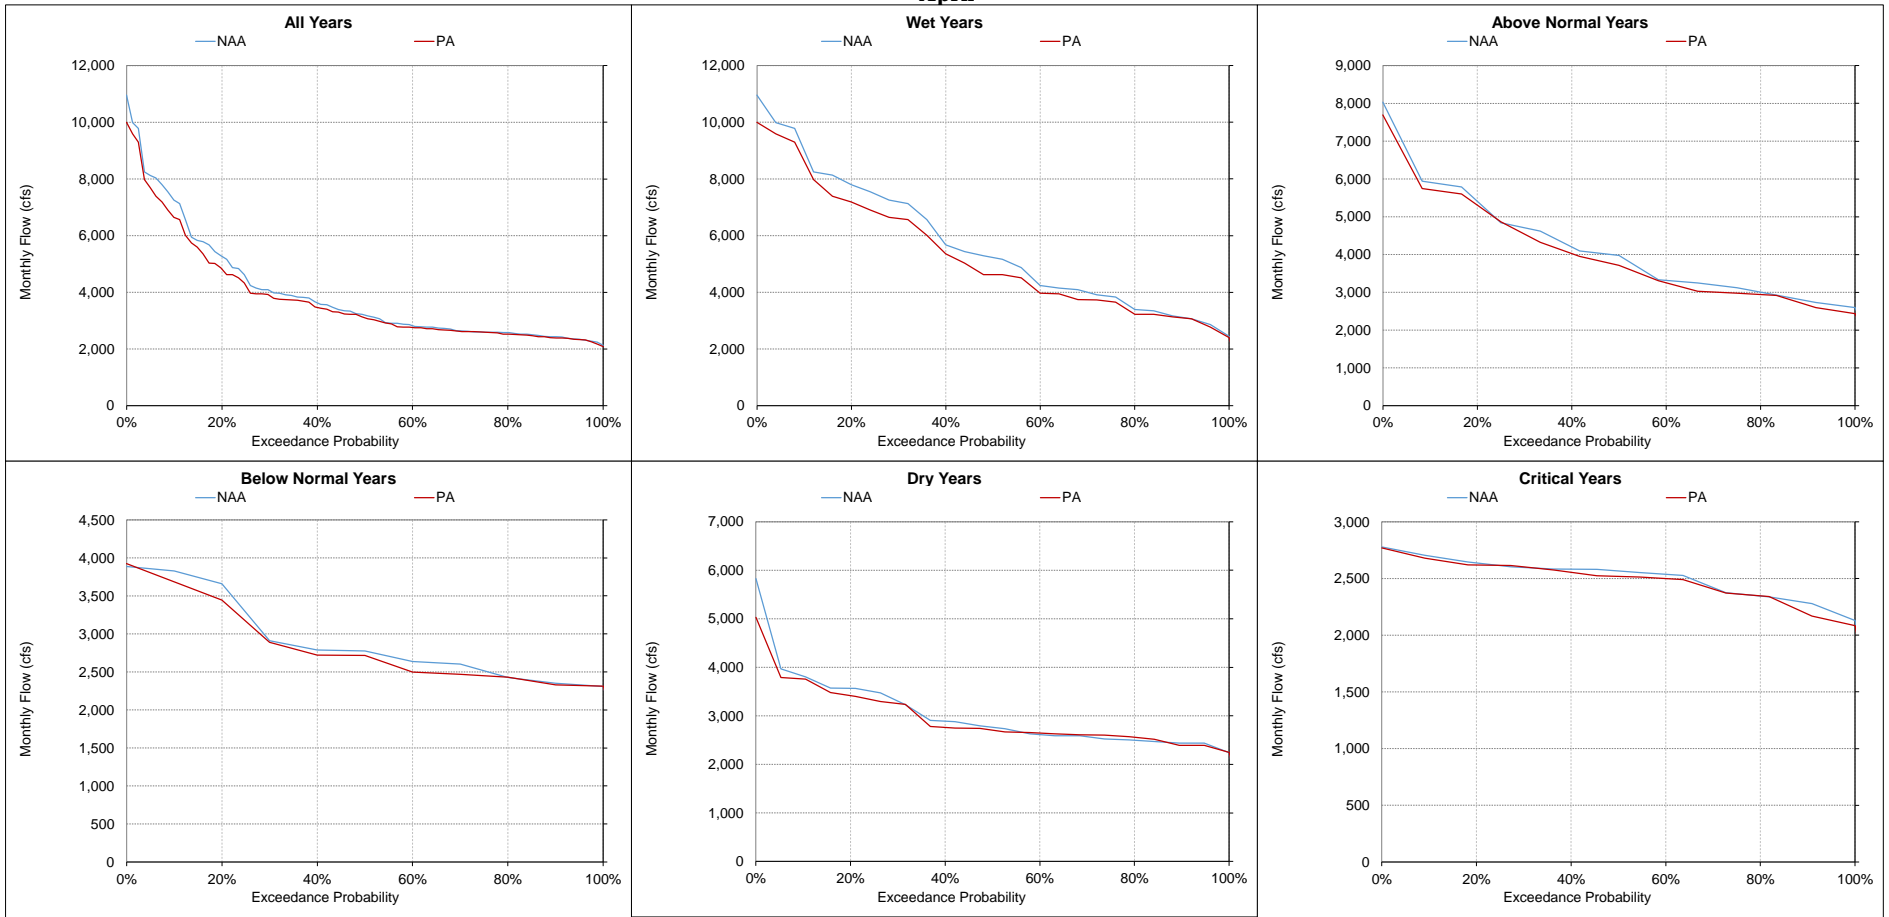 All Years
NAA PA
12,000
10,000
8,000
6,000
4,000
2,000
0
Monthly Flow (cfs)
0% 20% 40% 60% 80% 100%
Exceedance Probability
Wet Years
NAA PA
12,000
10,000
8,000
6,000
4,000
2,000
0
Monthly Flow (cfs)
0% 20% 40% 60% 80% 100%
Exceedance Probability
Above Normal Years
NAA PA
9,000
8,000
7,000
6,000
5,000
4,000
3,000
2,000
1,000
0
Monthly Flow (cfs)
0% 20% 40% 60% 80% 100%
Exceedance Probability
Below Normal Years
NAA PA
4,500
4,000
3,500
3,000
2,500
2,000
1,500
1,000
500
0
Monthly Flow (cfs)
0% 20% 40% 60% 80% 100%
Exceedance Probability
Dry Years
NAA PA
7,000
6,000
5,000
4,000
3,000
2,000
1,000
0
Monthly Flow (cfs)
0% 20% 40% 60% 80% 100%
Exceedance Probability
Critical Years
NAA PA
3,000
2,500
2,000
1,500
1,000
500
0
Monthly Flow (cfs)
0% 20% 40% 60% 80% 100%
Exceedance Probability